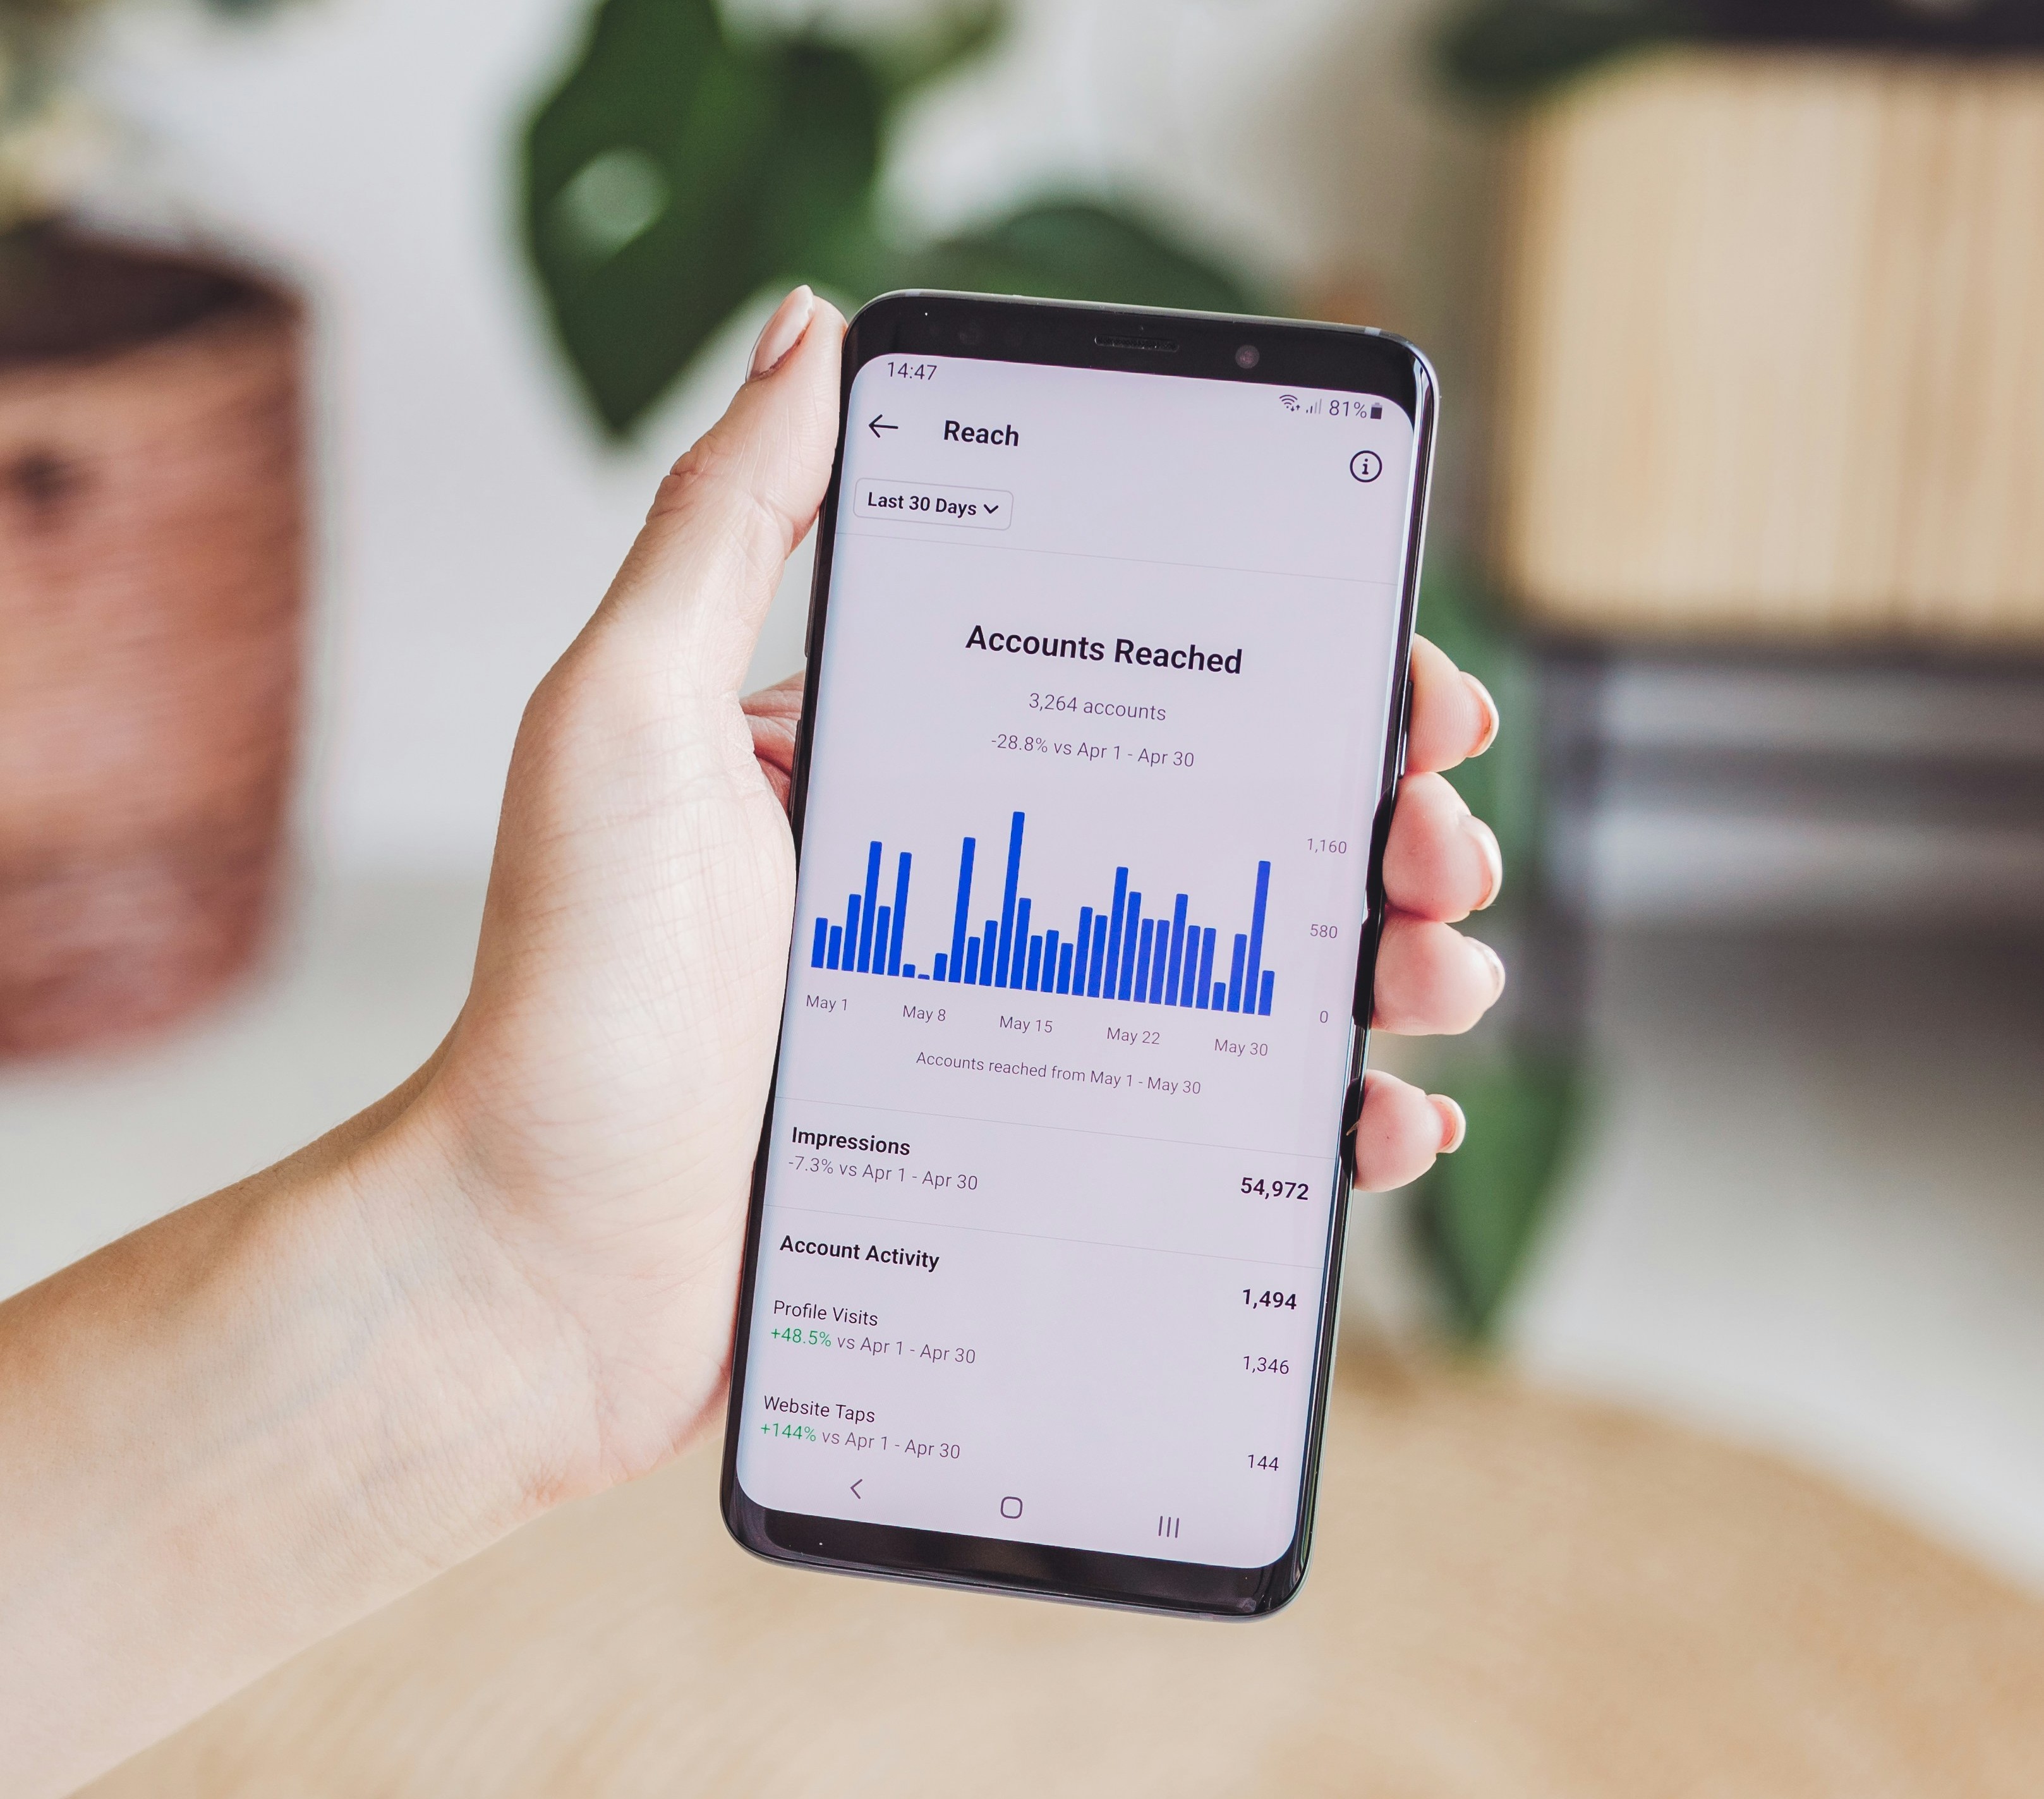 14:47
81%
Reach
Last 30 Days
Accounts Reached
3,264 accounts
-28.8% vs Apr 1 - Apr 30
1,160
580
0
May 1 May 8 May 15 May 22 May 30
Accounts reached from May 1 - May 30
Impressions
-7.3% vs Apr 1 - Apr 30
54,972
Account Activity
1,494
Profile Visits
+48.5% vs Apr 1 - Apr 30
1,346
Website Taps
+144% vs Apr 1 - Apr 30
144